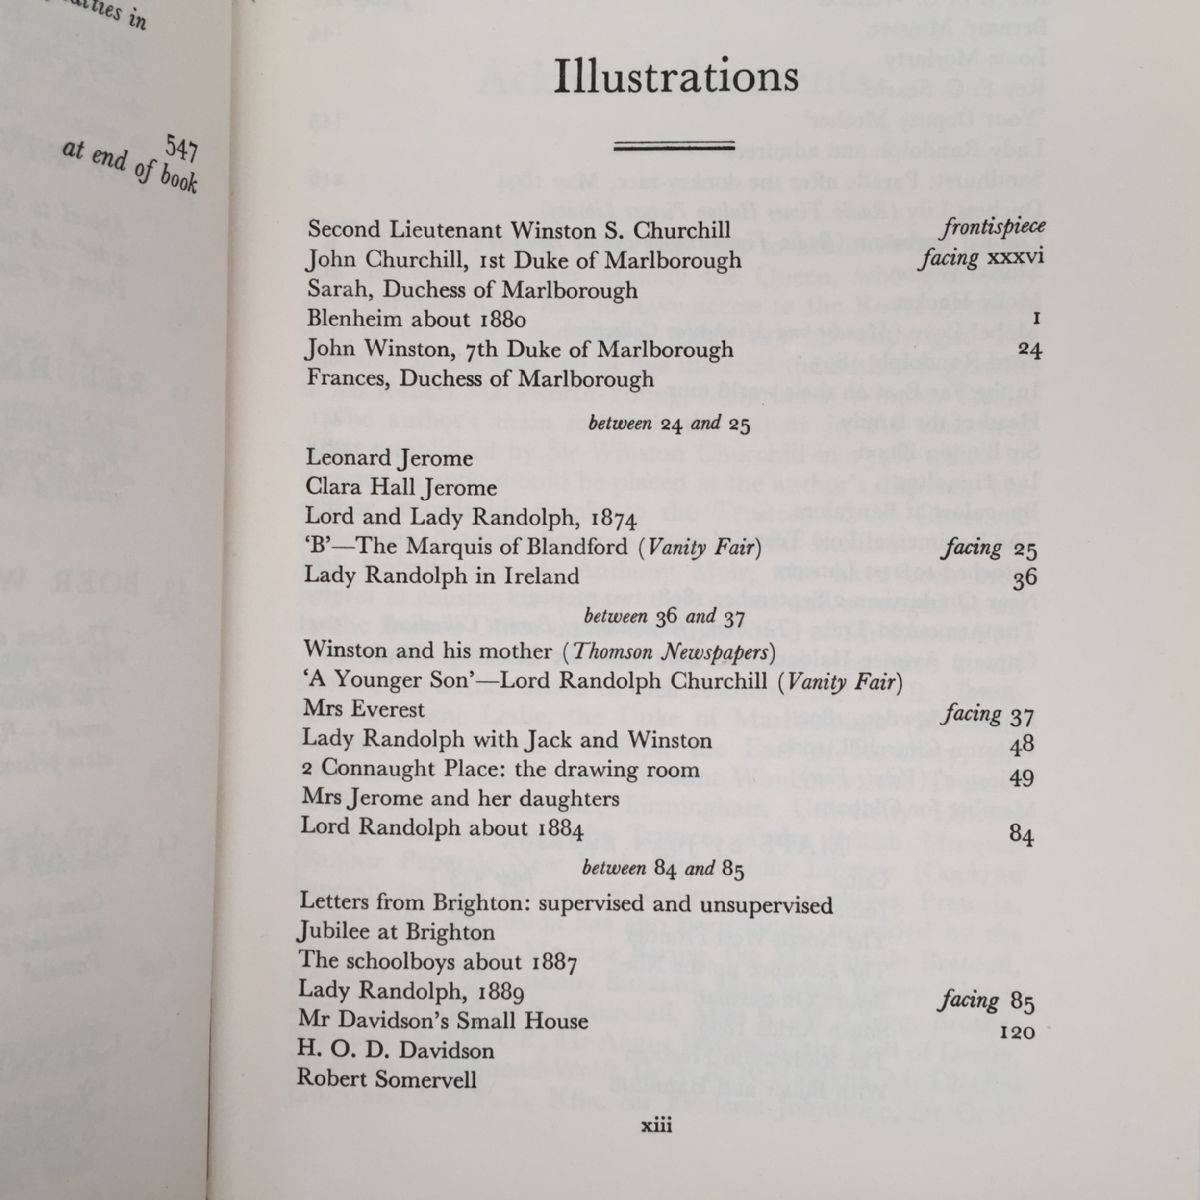 in
547
at end of book
Illustrations
Second Lieutenant Winston S. Churchill frontispiece
John Churchill, 1st Duke of Marlborough facing xxxvi
Sarah, Duchess of Marlborough
Blenheim about 1880 1
John Winston, 7th Duke of Marlborough 24
Frances, Duchess of Marlborough
between 24 and 25
Leonard Jerome
Clara Hall Jerome
Lord and Lady Randolph, 1874
‘B’—The Marquis of Blandford (Vanity Fair) facing 25
Lady Randolph in Ireland 36
between 36 and 37
Winston and his mother (Thomson Newspapers)
‘A Younger Son’—Lord Randolph Churchill (Vanity Fair)
Mrs Everest facing 37
Lady Randolph with Jack and Winston 48
2 Connaught Place: the drawing room 49
Mrs Jerome and her daughters
Lord Randolph about 1884 84
between 84 and 85
Letters from Brighton: supervised and unsupervised
Jubilee at Brighton
The schoolboys about 1887
Lady Randolph, 1889 facing 85
Mr Davidson's Small House 120
H. O. D. Davidson
Robert Somervell
xiii